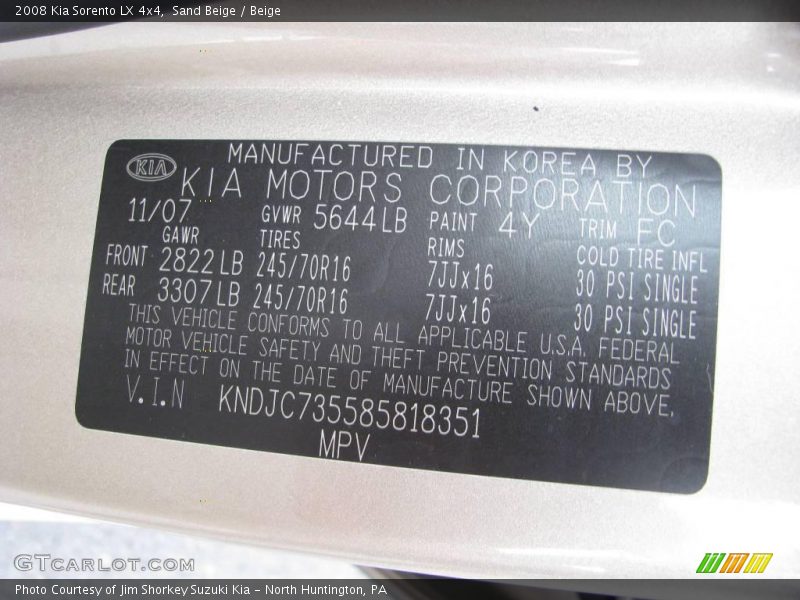 2008 Kia Sorento LX 4x4, Sand Beige / Beige
KIA
MANUFACTURED IN KOREA BY
KIA MOTORS CORPORATION
11/07 GVWR 5644LB PAINT 4Y TRIM FC
GAWR TIRES RIMS COLD TIRE INFL
FRONT 2822LB 245/70R16 7JJx16 30 PSI SINGLE
REAR 3307LB 245/70R16 7JJx16 30 PSI SINGLE
THIS VEHICLE CONFORMS TO ALL APPLICABLE U.S.A. FEDERAL
MOTOR VEHICLE SAFETY AND THEFT PREVENTION STANDARDS
IN EFFECT ON THE DATE OF MANUFACTURE SHOWN ABOVE,
V.I.N KNDJC735585818351
MPV
GTCARLOT.COM
Photo Courtesy of Jim Shorkey Suzuki Kia - North Huntington, PA